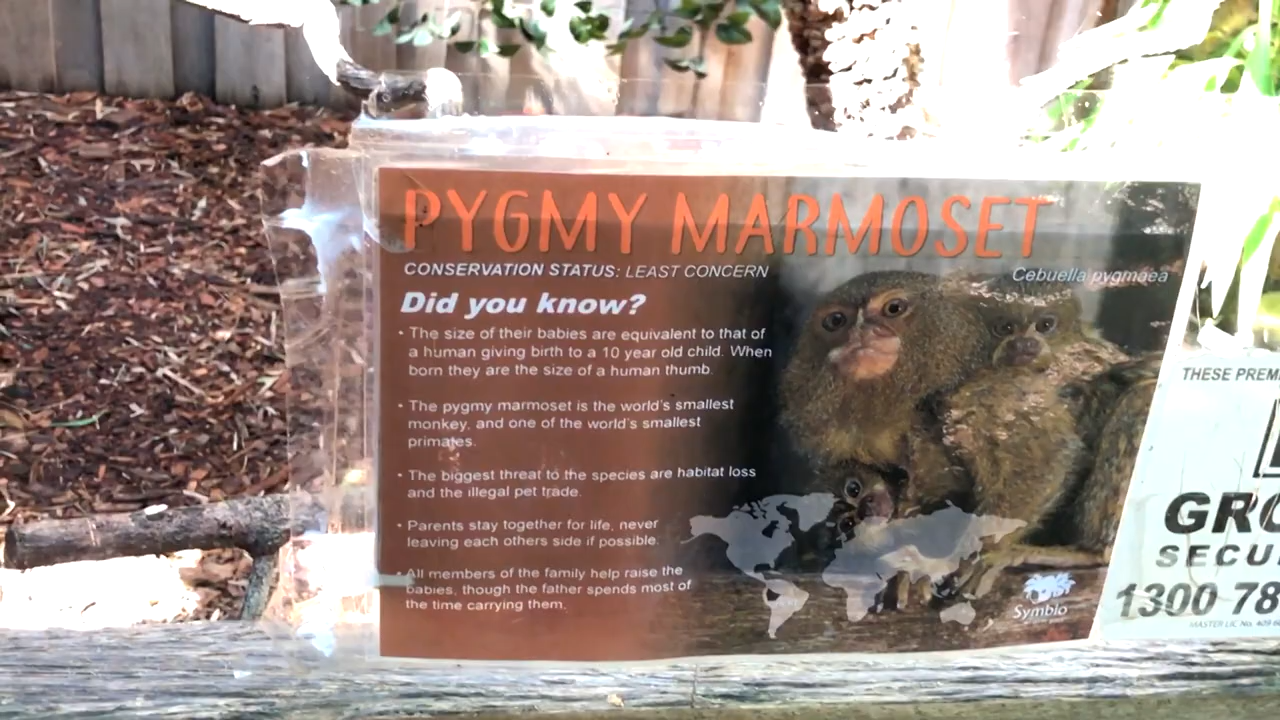 PYGMY MARMOSET
CONSERVATION STATUS: LEAST CONCERN
Cebuella pygmaea
Did you know?
• The size of their babies are equivalent to that of
a human giving birth to a 10 year old child. When
born they are the size of a human thumb.
• The pygmy marmoset is the world's smallest
monkey, and one of the world's smallest
primates.
• The biggest threat to the species are habitat loss
and the illegal pet trade.
• Parents stay together for life, never
leaving each others side if possible.
• All members of the family help raise the
babies, though the father spends most of
the time carrying them.
Symbio
THESE PREM
GRO
SECU
1300 78
MASTER LIC No. 409